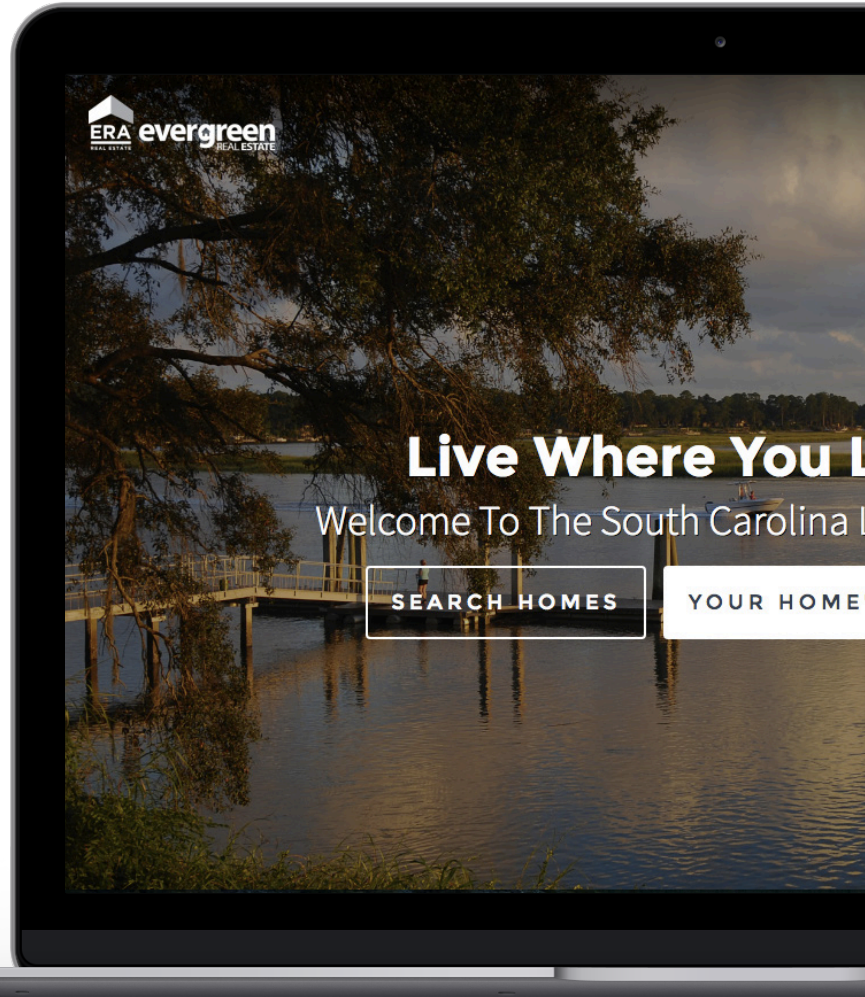 ERA evergreen
REAL ESTATE REAL ESTATE
Live Where You L
Welcome To The South Carolina L
SEARCH HOMES YOUR HOME'